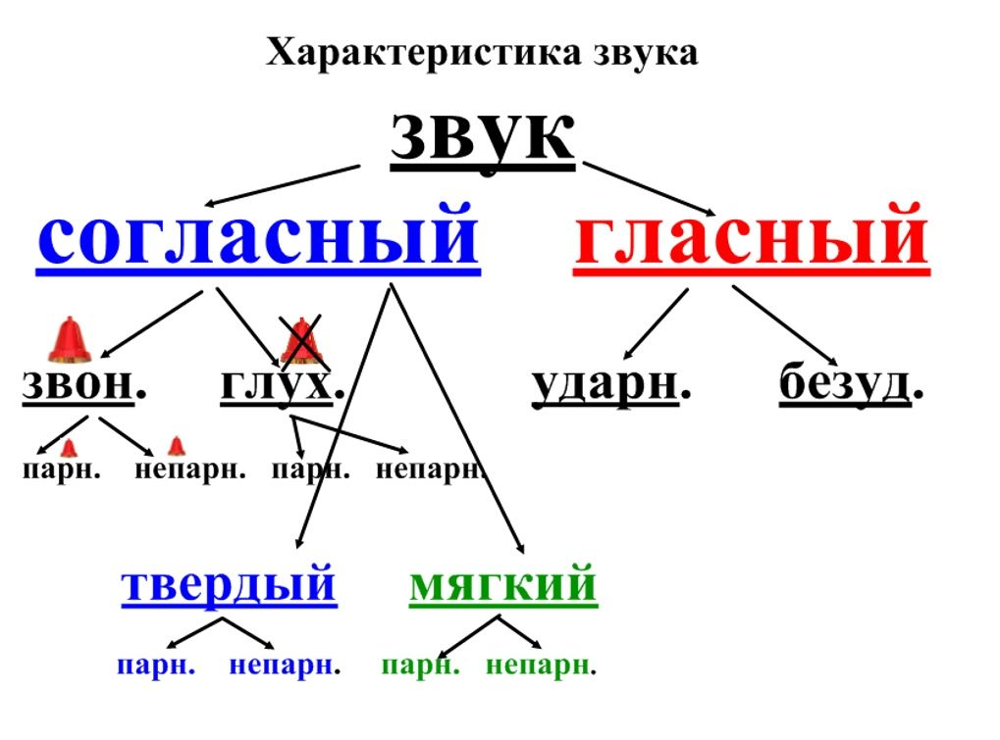 Характеристика звука
звук
согласный гласный
звон. глух. ударн. безуд.
парн. непарн. парн. непарн.
твердый мягкий
парн. непарн. парн. непарн.